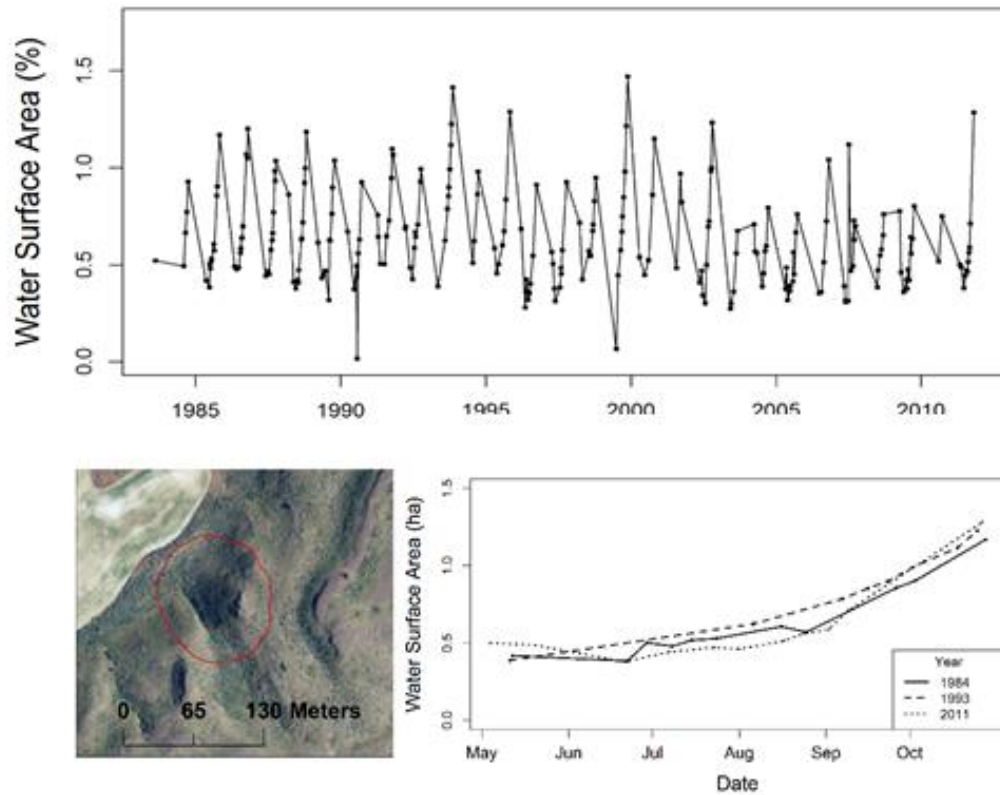 Water Surface Area (%)
1.5
1.0
0.5
0.0
1985 1990 1995 2000 2005 2010
0 65 130 Meters
Water Surface Area (ha)
1.5
1.0
0.5
0.0
Year
1984
1993
2011
May Jun Jul Aug Sep Oct
Date